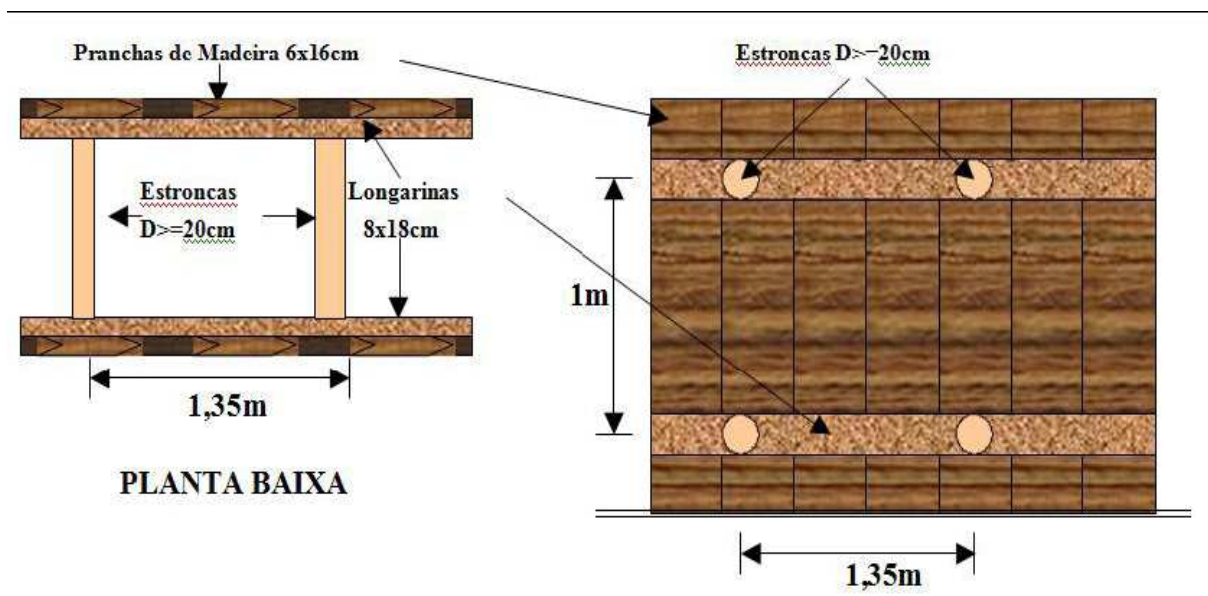 Pranchas de Madeira 6x16cm
Estroncas D>=20cm
Estroncas
D>=20cm
Longarinas
8x18cm
1m
1,35m
PLANTA BAIXA
1,35m